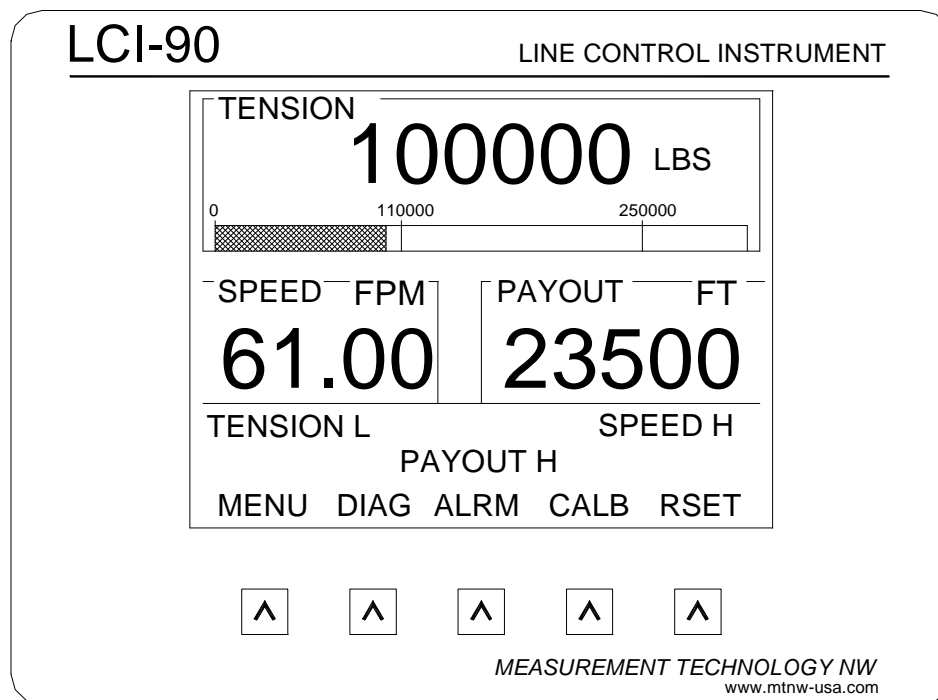 LCI-90
LINE CONTROL INSTRUMENT
TENSION
100000 LBS
0 110000 250000
SPEED FPM PAYOUT FT
61.00 23500
TENSION L SPEED H
PAYOUT H
MENU DIAG ALRM CALB RSET
MEASUREMENT TECHNOLOGY NW
www.mtnw-usa.com